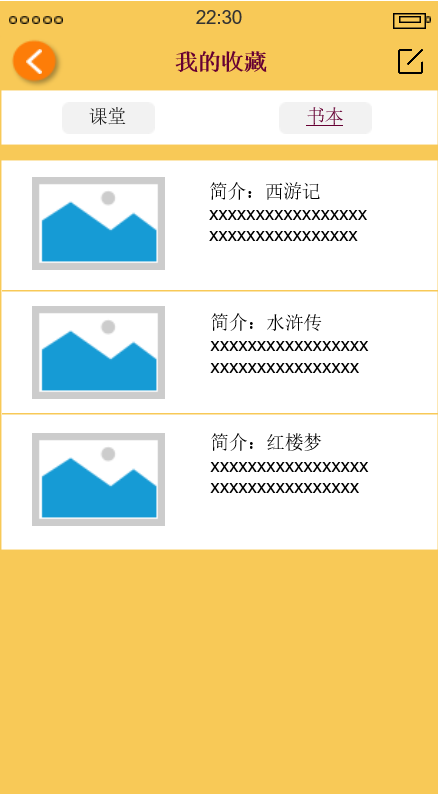 22:30
我的收藏
课堂
书本
简介：西游记
xxxxxxxxxxxxxxxxx
xxxxxxxxxxxxxxxx
简介：水浒传
xxxxxxxxxxxxxxxxx
xxxxxxxxxxxxxxxx
简介：红楼梦
xxxxxxxxxxxxxxxxx
xxxxxxxxxxxxxxxx